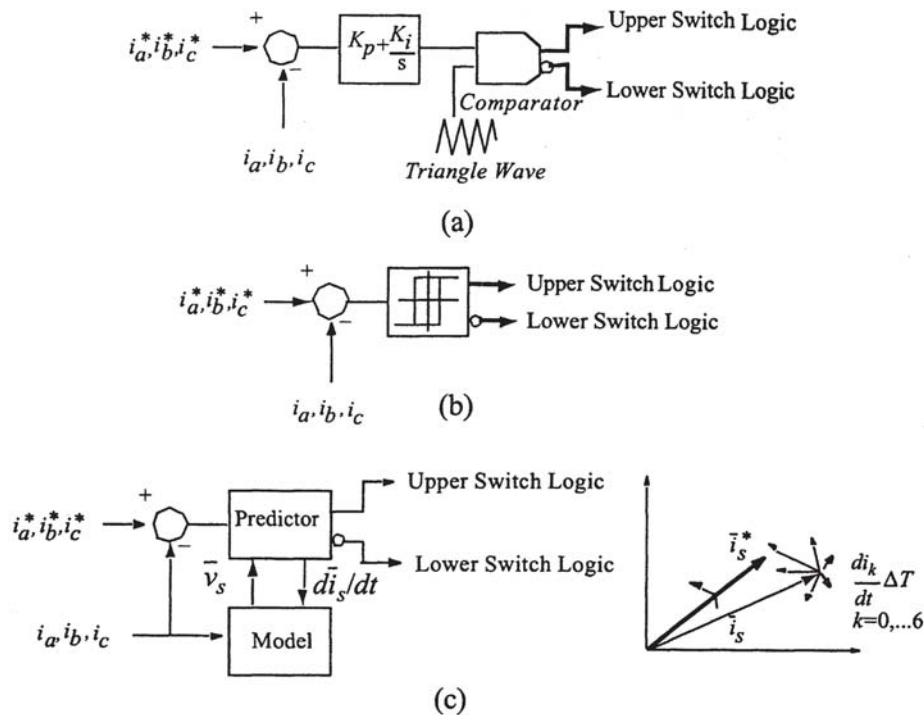 +
i_a^*,i_b^*,i_c^*
−
K_p+K_i/s
i_a,i_b,i_c
Upper Switch Logic
Lower Switch Logic
Comparator
Triangle Wave
(a)
+
i_a^*,i_b^*,i_c^*
−
Upper Switch Logic
Lower Switch Logic
i_a,i_b,i_c
(b)
+
i_a^*,i_b^*,i_c^*
−
Predictor
Upper Switch Logic
Lower Switch Logic
v̄_s
dī_s/dt
i_a,i_b,i_c
Model
ī_s^*
ī_s
di_k/dt ΔT
k=0,...6
(c)